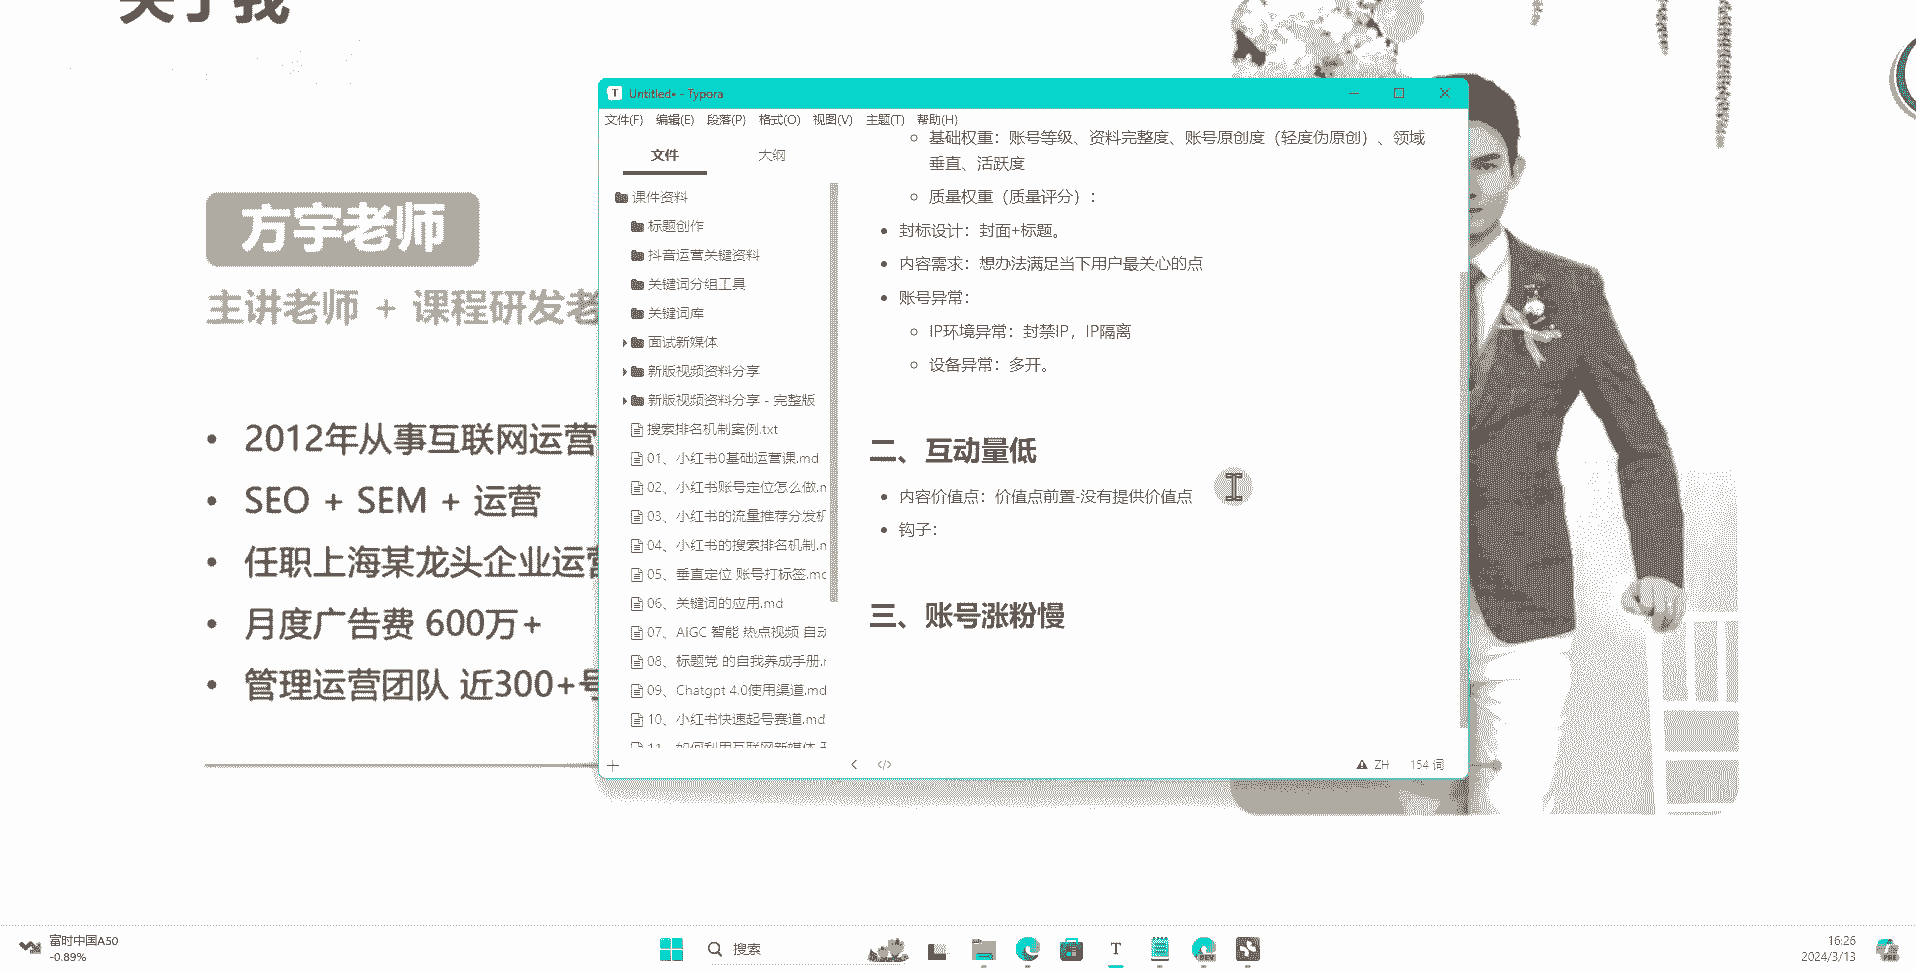 关于我
方宇老师
主讲老师 + 课程研发老
2012年从事互联网运营
SEO + SEM + 运营
任职上海某龙头企业运营
月度广告费 600万+
管理运营团队 近300+号
Untitled• - Typora
文件(F) 编辑(E) 段落(P) 格式(O) 视图(V) 主题(T) 帮助(H)
文件 大纲
课件资料
标题创作
抖音运营关键资料
关键词分组工具
关键词库
面试新媒体
新版视频资料分享
新版视频资料分享 - 完整版
搜索排名机制案例.txt
01、小红书0基础运营课.md
02、小红书账号定位怎么做.m
03、小红书的流量推荐分发机
04、小红书的搜索排名机制.m
05、垂直定位 账号打标签.md
06、关键词的应用.md
07、AIGC 智能 热点视频 自动
08、标题党 的自我养成手册.m
09、Chatgpt 4.0使用渠道.md
10、小红书快速起号赛道.md
11、如何利用互联网新媒体
基础权重：账号等级、资料完整度、账号原创度（轻度伪原创）、领域
垂直、活跃度
质量权重（质量评分）：
封标设计：封面+标题。
内容需求：想办法满足当下用户最关心的点
账号异常：
IP环境异常：封禁IP，IP隔离
设备异常：多开。
二、互动量低
内容价值点：价值点前置-没有提供价值点
钩子：
三、账号涨粉慢
ZH 154 词
富时中国A50
-0.89%
搜索
T
DEV
16:26
2024/3/13
PRE